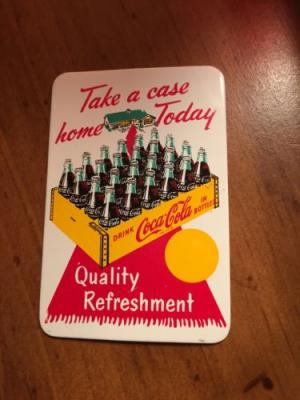 Take a case
home Today
DRINK Coca-Cola IN
BOTTLES
Quality
Refreshment